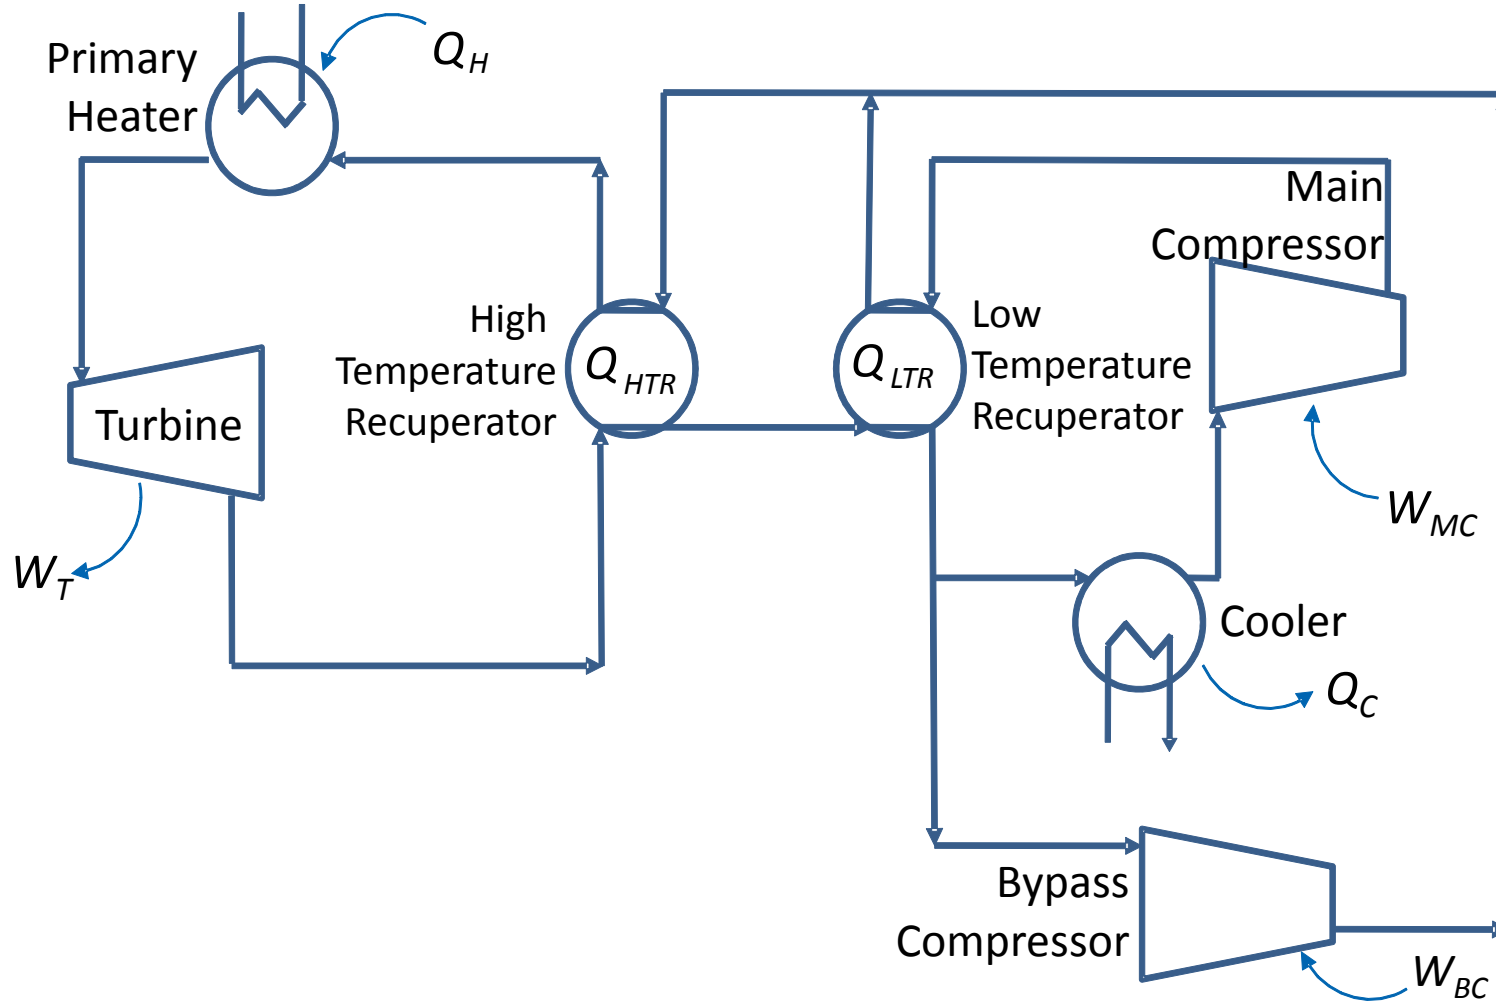 Primary
Heater
Q_H
Main
Compressor
High
Temperature
Recuperator
Q_HTR
Q_LTR
Low
Temperature
Recuperator
Turbine
W_MC
W_T
Cooler
Q_C
Bypass
Compressor
W_BC